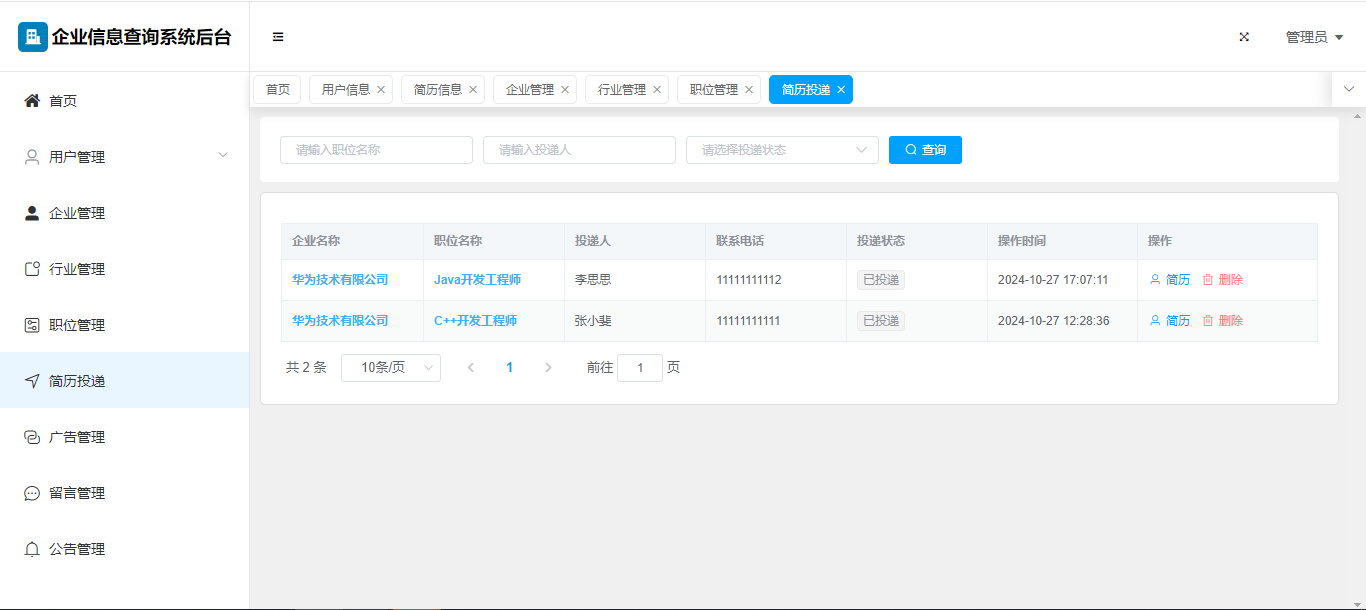 企业信息查询系统后台
管理员
首页
用户管理
企业管理
行业管理
职位管理
简历投递
广告管理
留言管理
公告管理
首页 用户信息 简历信息 企业管理 行业管理 职位管理 简历投递
请输入职位名称 请输入投递人 请选择投递状态 查询
企业名称 职位名称 投递人 联系电话 投递状态 操作时间 操作
华为技术有限公司 Java开发工程师 李思思 11111111112 已投递 2024-10-27 17:07:11 简历 删除
华为技术有限公司 C++开发工程师 张小斐 11111111111 已投递 2024-10-27 12:28:36 简历 删除
共 2 条 10条/页 1 前往 1 页